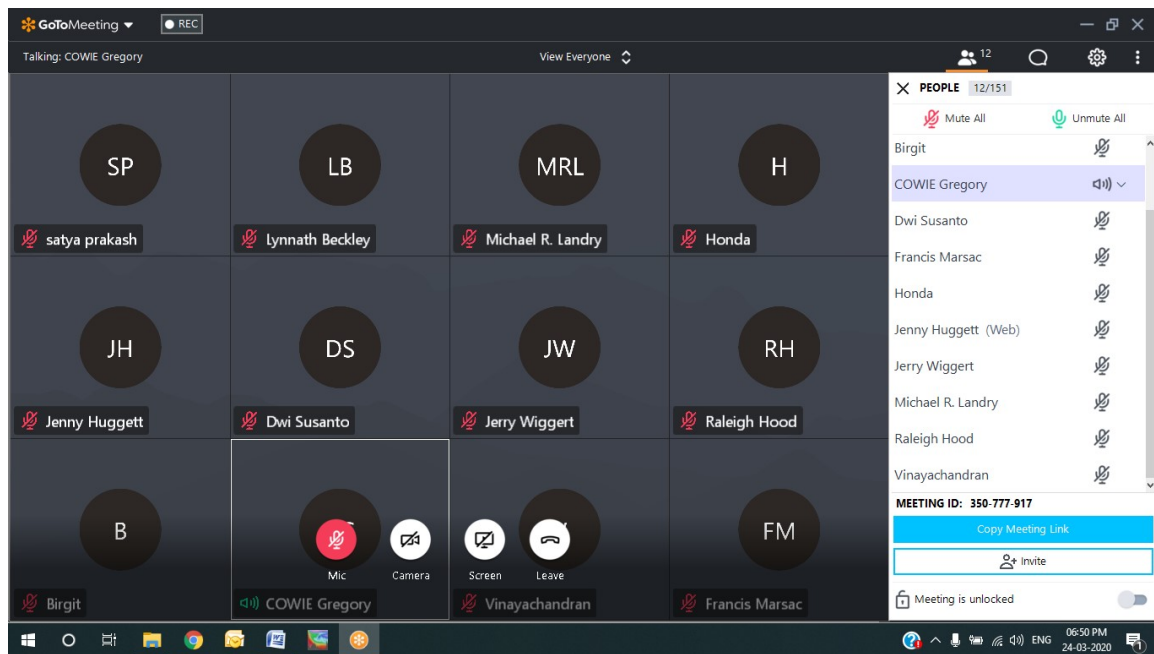 GoToMeeting
REC
Talking: COWIE Gregory
View Everyone
12
SP
satya prakash
LB
Lynnath Beckley
MRL
Michael R. Landry
H
Honda
JH
Jenny Huggett
DS
Dwi Susanto
JW
Jerry Wiggert
RH
Raleigh Hood
B
Birgit
Mic
Camera
Screen
Leave
COWIE Gregory
Vinayachandran
FM
Francis Marsac
PEOPLE 12/151
Mute All
Unmute All
Birgit
COWIE Gregory
Dwi Susanto
Francis Marsac
Honda
Jenny Huggett (Web)
Jerry Wiggert
Michael R. Landry
Raleigh Hood
Vinayachandran
MEETING ID: 350-777-917
Copy Meeting Link
Invite
Meeting is unlocked
ENG
06:50 PM
24-03-2020
1